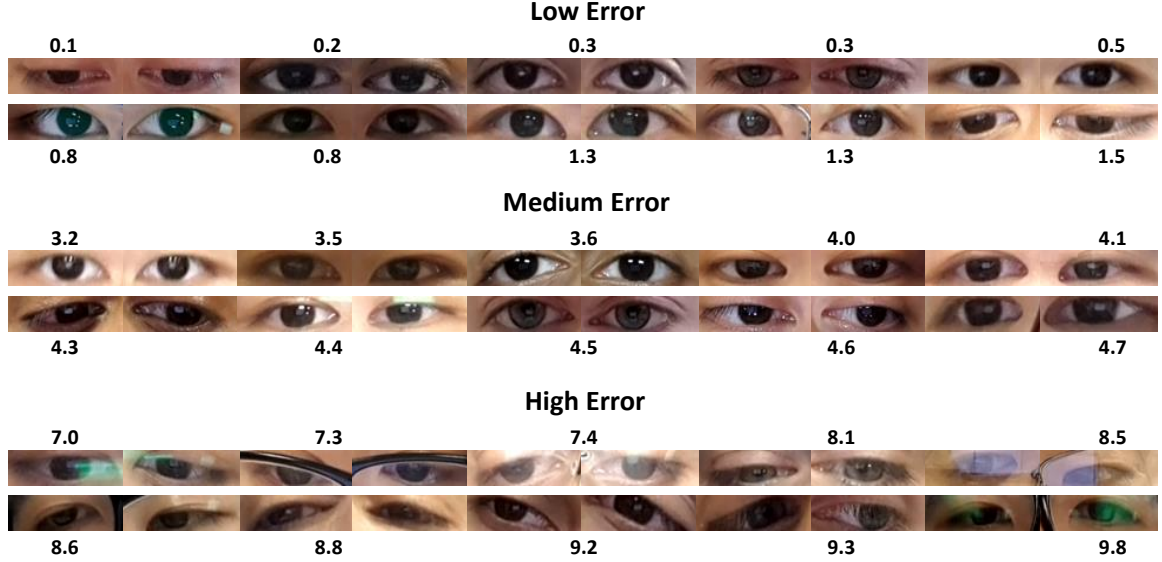 Low Error
0.1 0.2 0.3 0.3 0.5
0.8 0.8 1.3 1.3 1.5
Medium Error
3.2 3.5 3.6 4.0 4.1
4.3 4.4 4.5 4.6 4.7
High Error
7.0 7.3 7.4 8.1 8.5
8.6 8.8 9.2 9.3 9.8